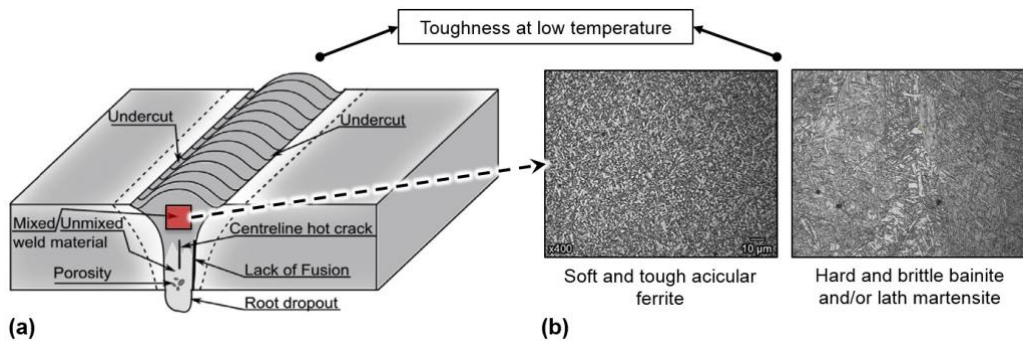 Toughness at low temperature
Undercut
Undercut
Mixed/Unmixed
weld material
Centreline hot crack
Porosity
Lack of Fusion
Root dropout
(a)
x400
10 μm
Soft and tough acicular
ferrite
Hard and brittle bainite
and/or lath martensite
(b)